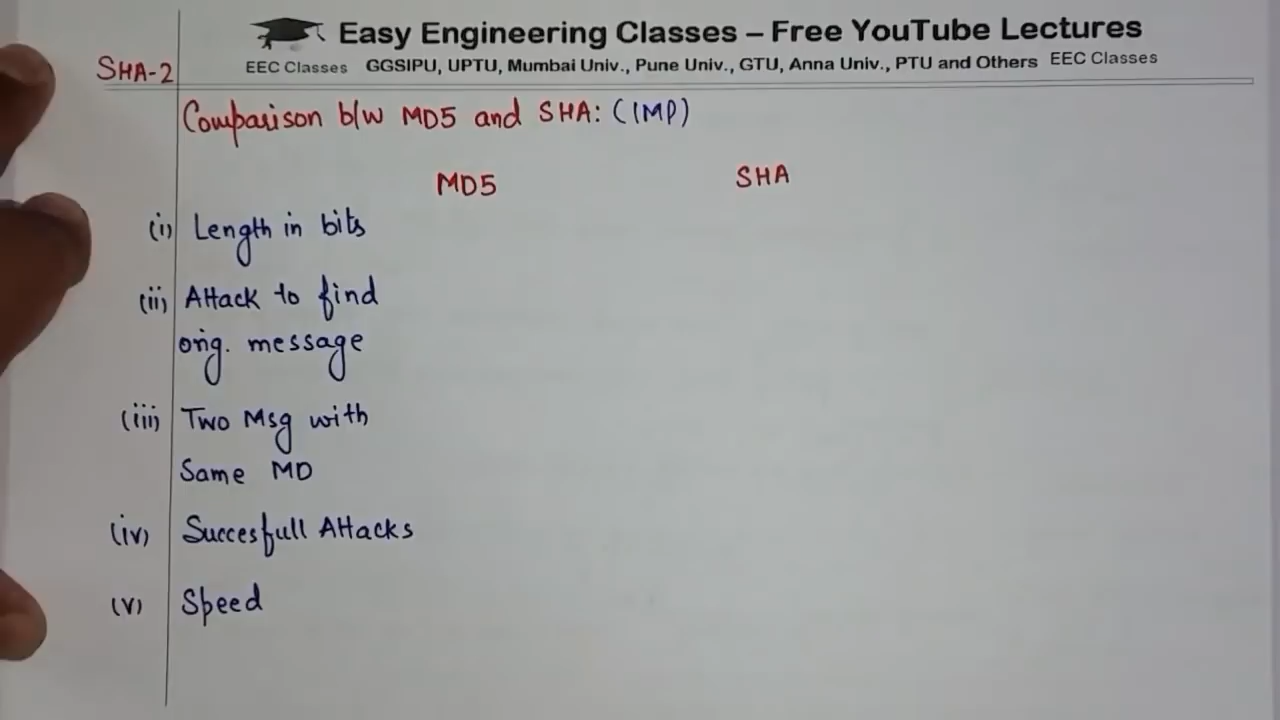 Easy Engineering Classes – Free YouTube Lectures
EEC Classes GGSIPU, UPTU, Mumbai Univ., Pune Univ., GTU, Anna Univ., PTU and Others EEC Classes
SHA-2
Comparison b/w MD5 and SHA: (IMP)
MD5 SHA
(i) Length in bits
(ii) Attack to find
orig. message
(iii) Two Msg with
Same MD
(iv) Succesfull Attacks
(v) Speed